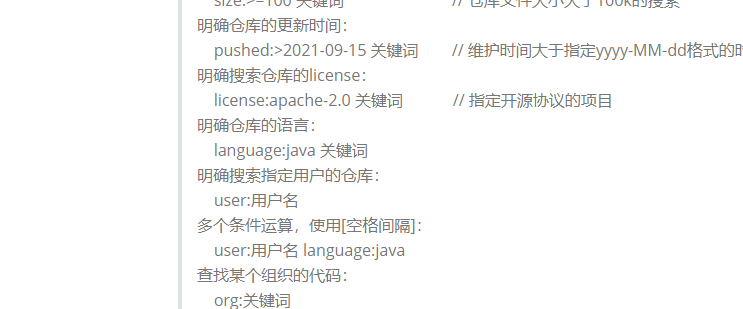 size:>=100 关键词 // 仓库文件大小大于100k的搜索
明确仓库的更新时间：
pushed:>2021-09-15 关键词 // 维护时间大于指定yyyy-MM-dd格式的时
明确搜索仓库的license：
license:apache-2.0 关键词 // 指定开源协议的项目
明确仓库的语言：
language:java 关键词
明确搜索指定用户的仓库：
user:用户名
多个条件运算，使用[空格间隔]：
user:用户名 language:java
查找某个组织的代码：
org:关键词